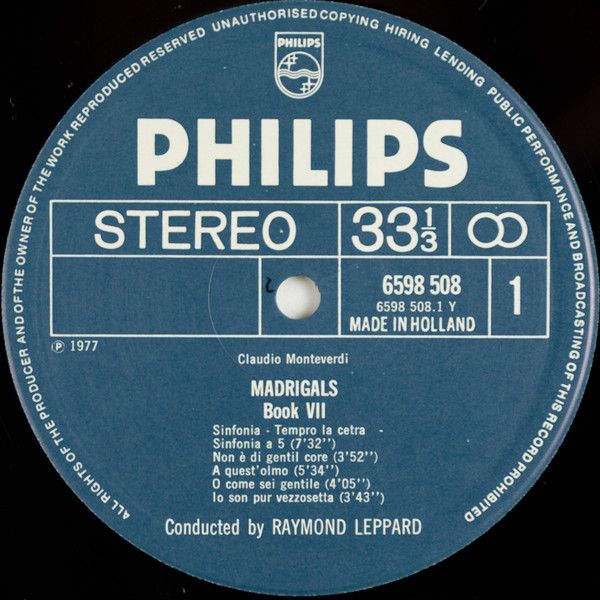 ALL RIGHTS OF THE PRODUCER AND OF THE OWNER OF THE WORK REPRODUCED RESERVED UNAUTHORISED COPYING HIRING LENDING PUBLIC PERFORMANCE AND BROADCASTING OF THIS RECORD PROHIBITED
PHILIPS
PHILIPS
STEREO 33⅓
6598 508
6598 508.1 Y
MADE IN HOLLAND
1
℗ 1977
Claudio Monteverdi
MADRIGALS
Book VII
Sinfonia - Tempro la cetra -
Sinfonia a 5 (7'32'')
Non è di gentil core (3'52'')
A quest'olmo (5'34'')
O come sei gentile (4'05'')
Io son pur vezzosetta (3'43'')
Conducted by RAYMOND LEPPARD